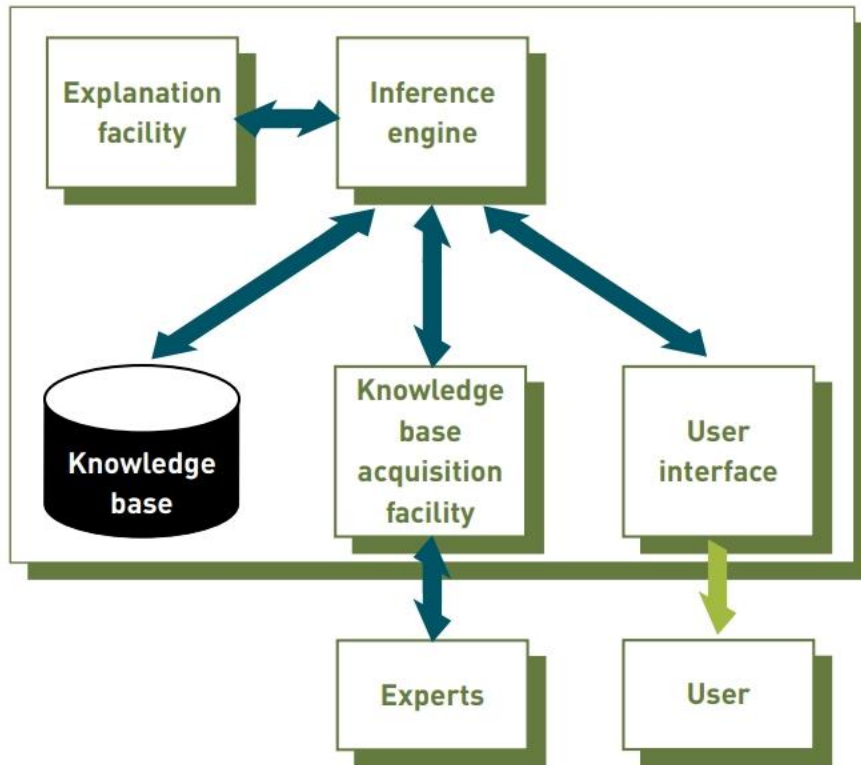 Explanation
facility
Inference
engine
Knowledge
base
Knowledge
base
acquisition
facility
User
interface
Experts
User